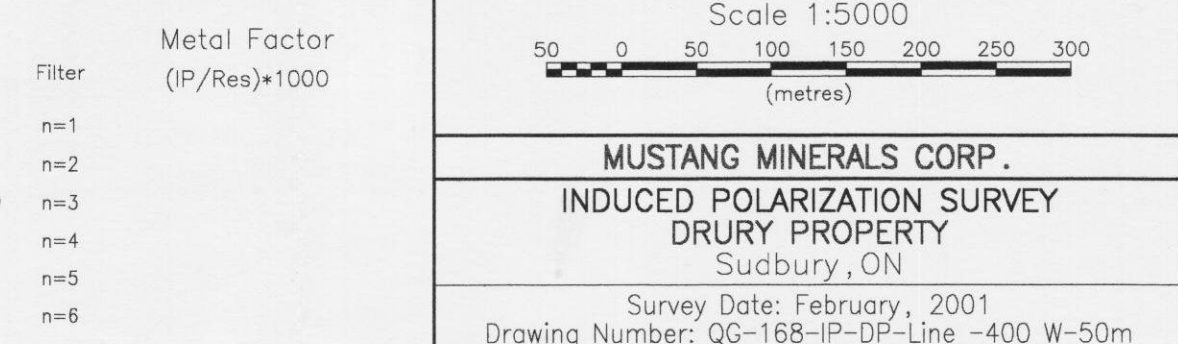 Metal Factor
Filter
(IP/Res)*1000
n=1
n=2
n=3
n=4
n=5
n=6
Scale 1:5000
50 0 50 100 150 200 250 300
(metres)
MUSTANG MINERALS CORP.
INDUCED POLARIZATION SURVEY
DRURY PROPERTY
Sudbury, ON
Survey Date: February, 2001
Drawing Number: QG-168-IP-DP-Line -400 W-50m